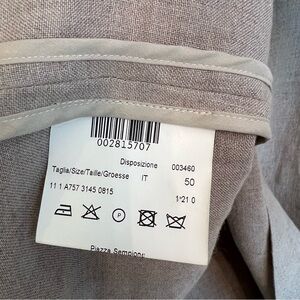 002815707
Disposizione 003460
Taglia/Size/Taille/Groesse IT 50
11 1 A757 3145 0815 1*21 0
P
Piazza Sempione